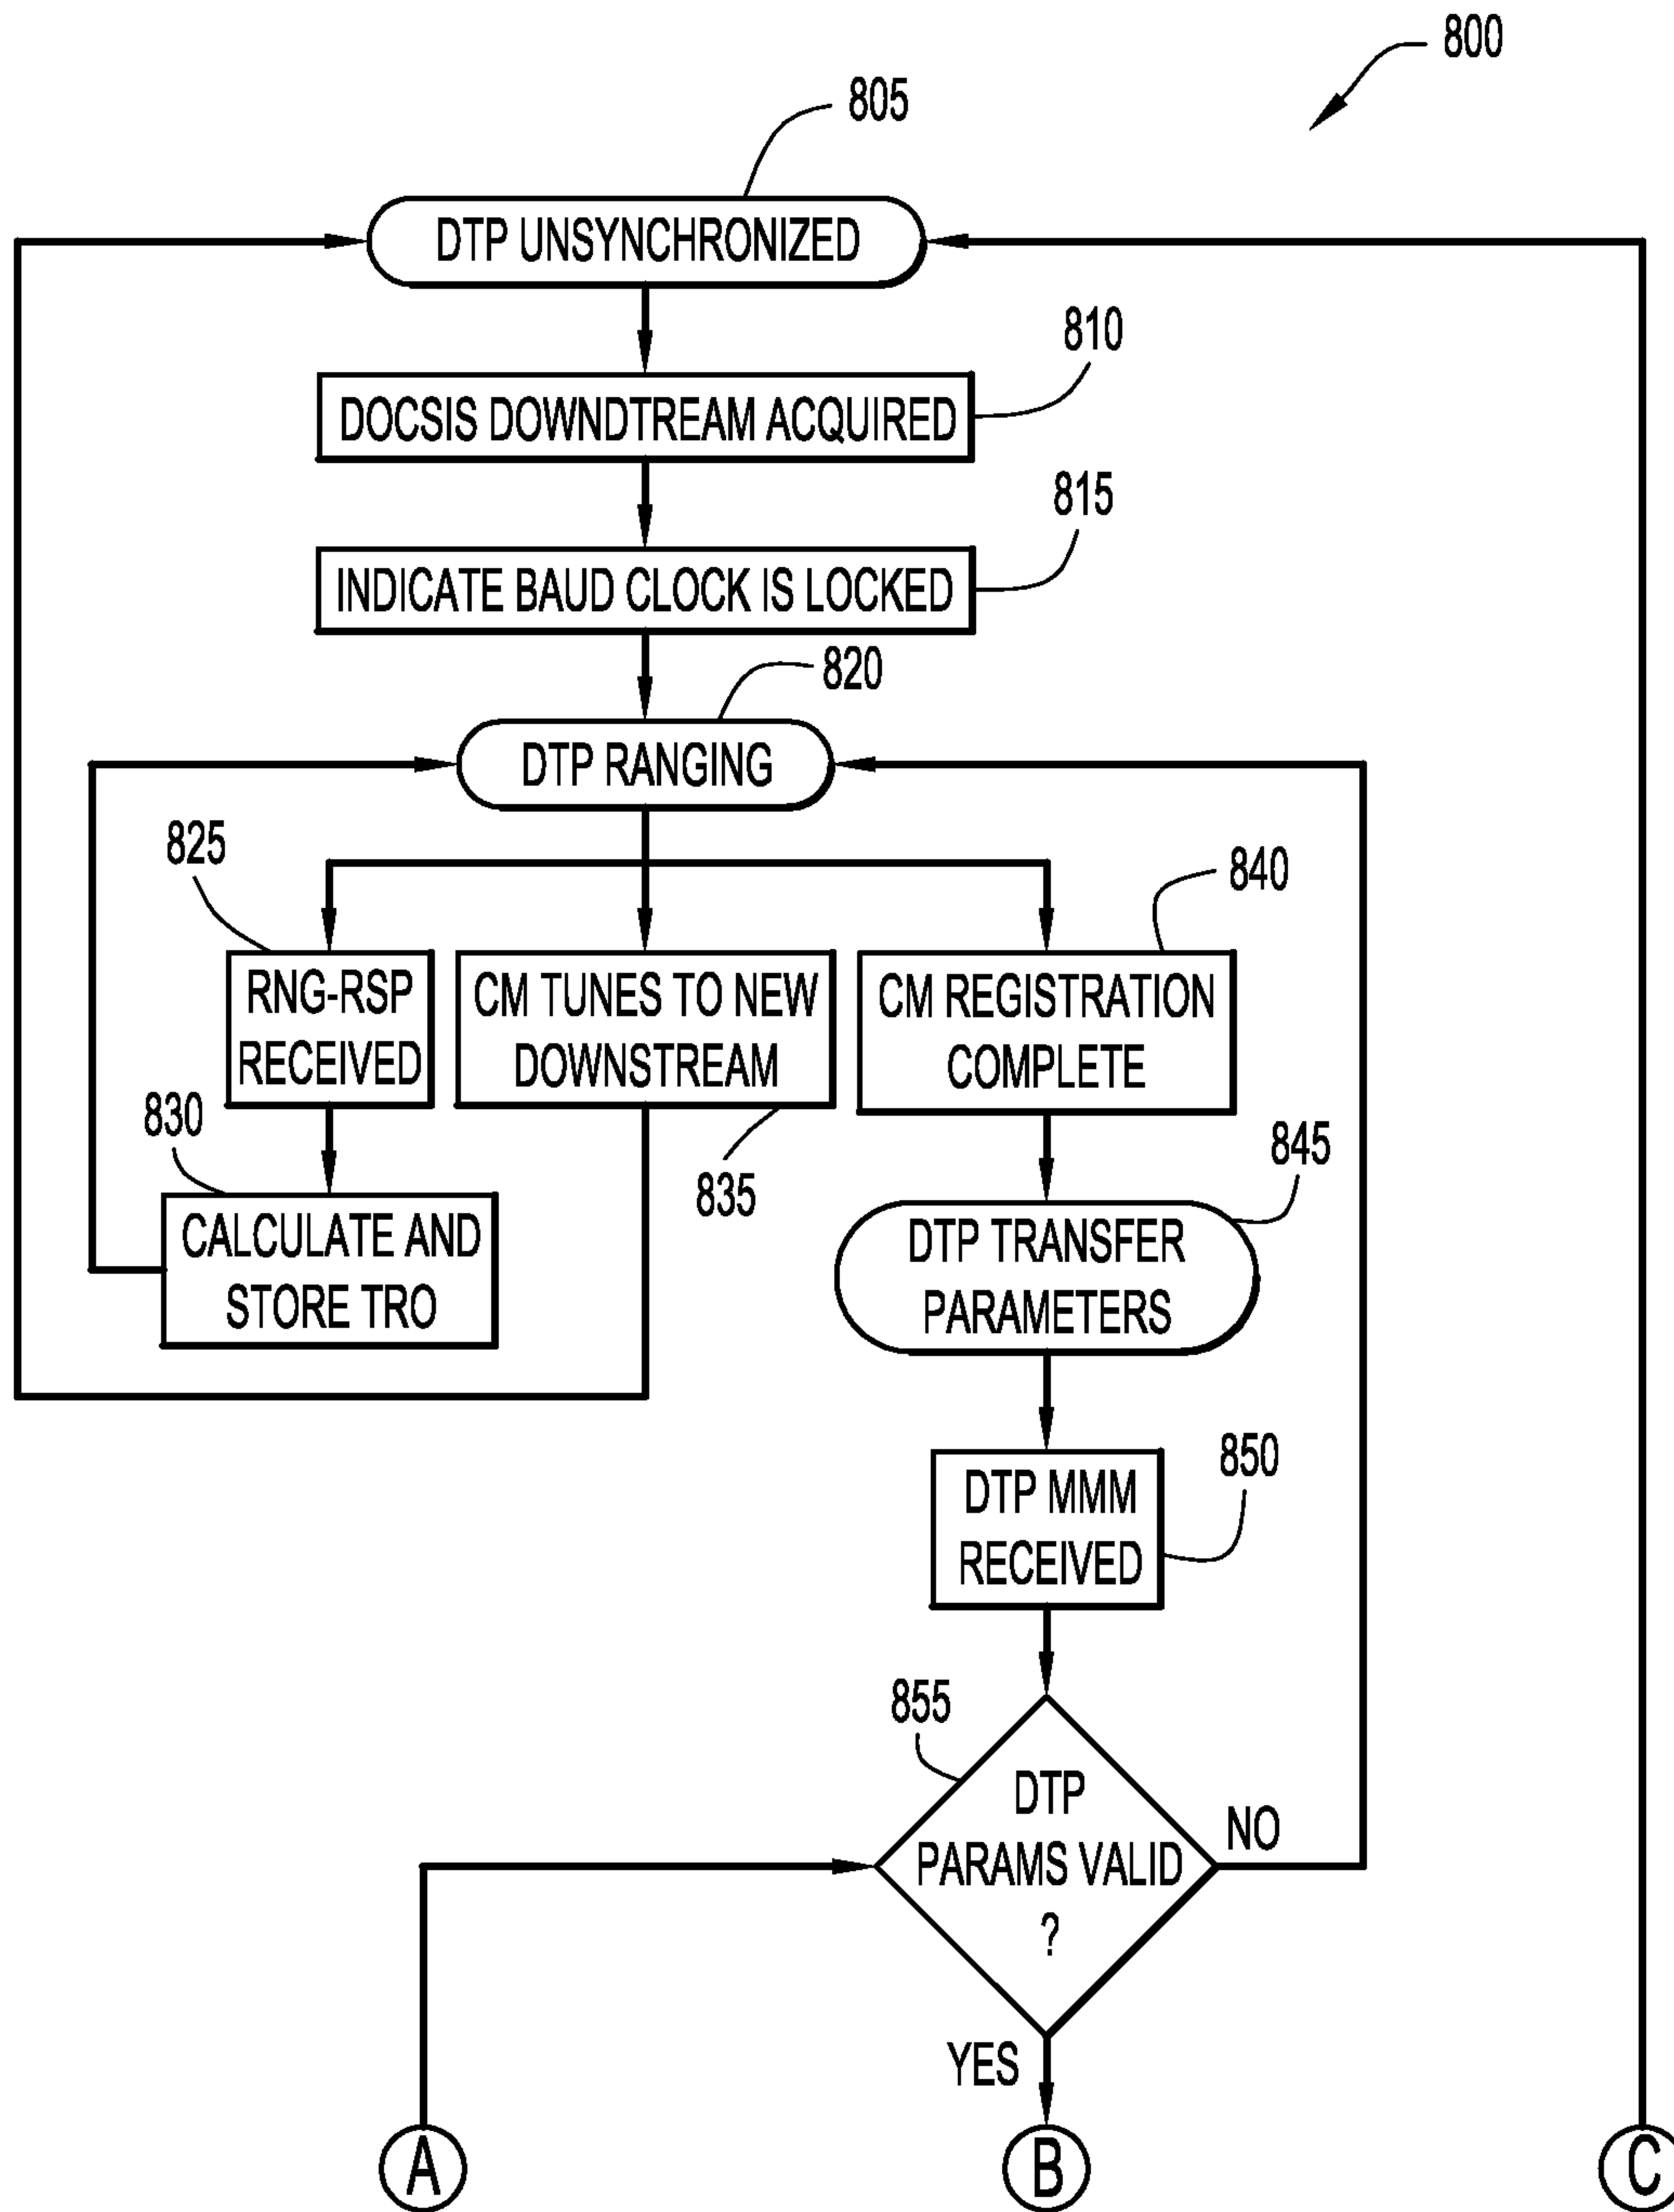 800
805
DTP UNSYNCHRONIZED
810
DOCSIS DOWNDTREAM ACQUIRED
815
INDICATE BAUD CLOCK IS LOCKED
820
DTP RANGING
825
840
RNG-RSP
RECEIVED
CM TUNES TO NEW
DOWNSTREAM
CM REGISTRATION
COMPLETE
830
835
845
CALCULATE AND
STORE TRO
DTP TRANSFER
PARAMETERS
850
DTP MMM
RECEIVED
855
DTP
PARAMS VALID
?
NO
YES
A
B
C